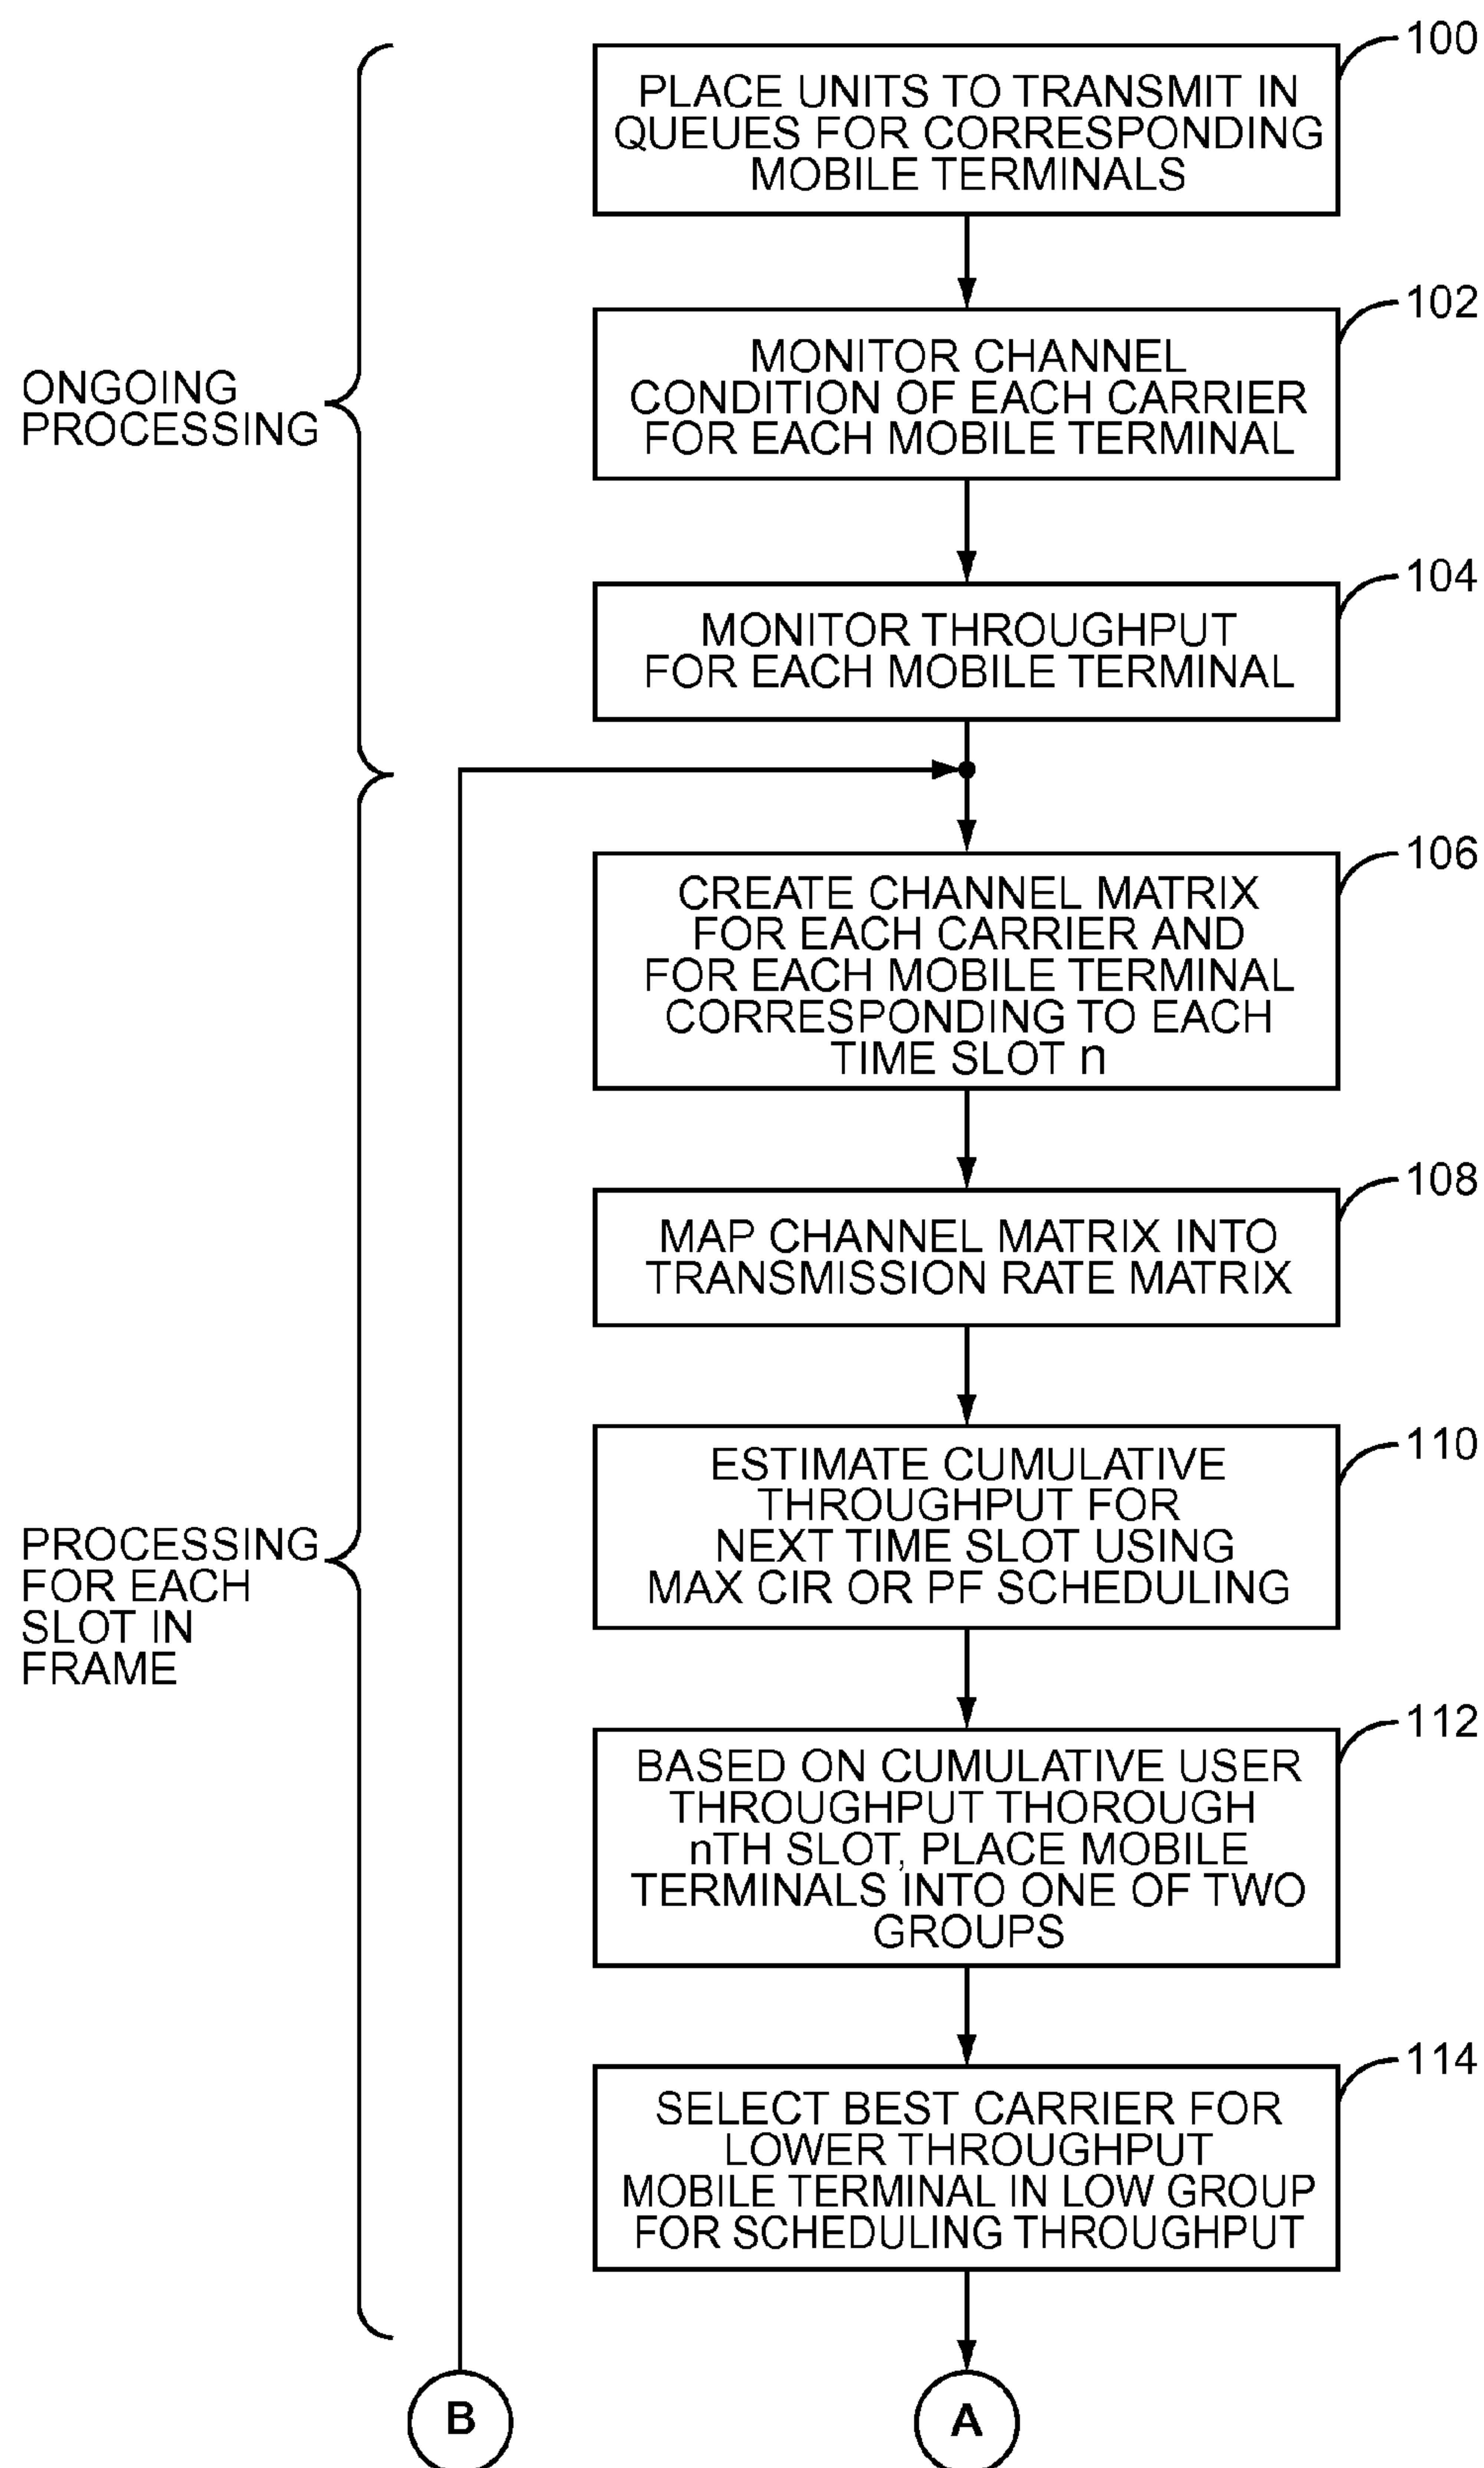 100
PLACE UNITS TO TRANSMIT IN
QUEUES FOR CORRESPONDING
MOBILE TERMINALS
102
MONITOR CHANNEL
CONDITION OF EACH CARRIER
FOR EACH MOBILE TERMINAL
ONGOING
PROCESSING
104
MONITOR THROUGHPUT
FOR EACH MOBILE TERMINAL
106
CREATE CHANNEL MATRIX
FOR EACH CARRIER AND
FOR EACH MOBILE TERMINAL
CORRESPONDING TO EACH
TIME SLOT n
108
MAP CHANNEL MATRIX INTO
TRANSMISSION RATE MATRIX
110
ESTIMATE CUMULATIVE
THROUGHPUT FOR
NEXT TIME SLOT USING
MAX CIR OR PF SCHEDULING
PROCESSING
FOR EACH
SLOT IN
FRAME
112
BASED ON CUMULATIVE USER
THROUGHPUT THOROUGH
nTH SLOT, PLACE MOBILE
TERMINALS INTO ONE OF TWO
GROUPS
114
SELECT BEST CARRIER FOR
LOWER THROUGHPUT
MOBILE TERMINAL IN LOW GROUP
FOR SCHEDULING THROUGHPUT
B
A